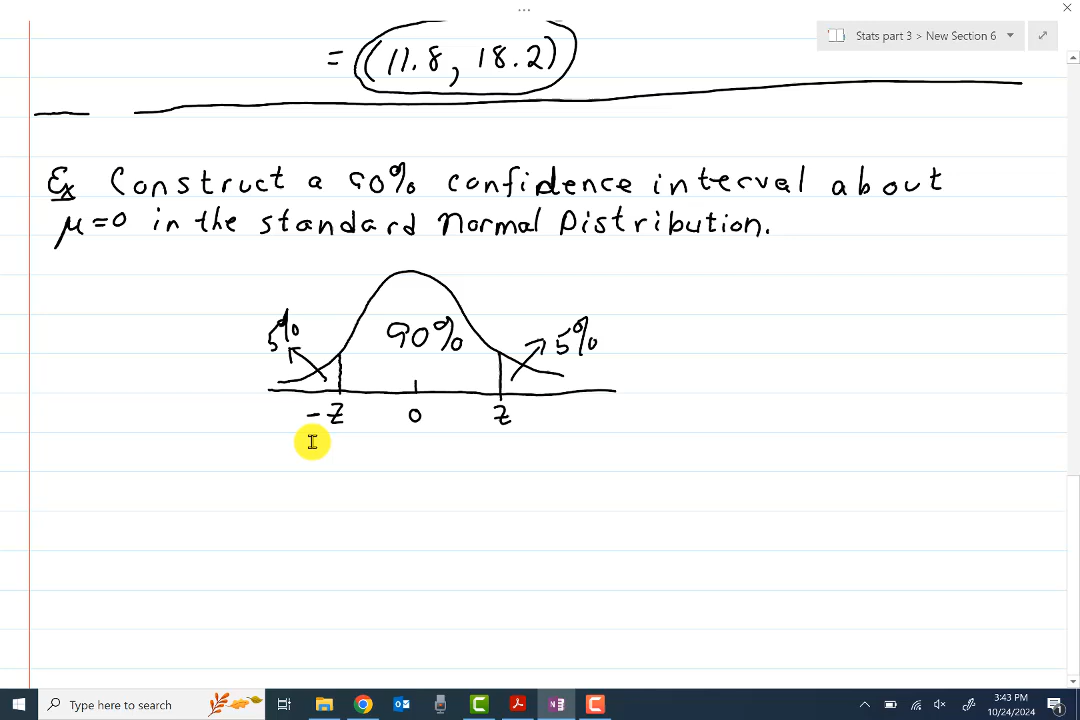 ...
Stats part 3 > New Section 6
= (11.8, 18.2)
Ex Construct a 90% confidence interval about
μ=0 in the standard Normal Distribution.
5%
90%
5%
-Z
0
Z
Type here to search
3:43 PM
10/24/2024
1